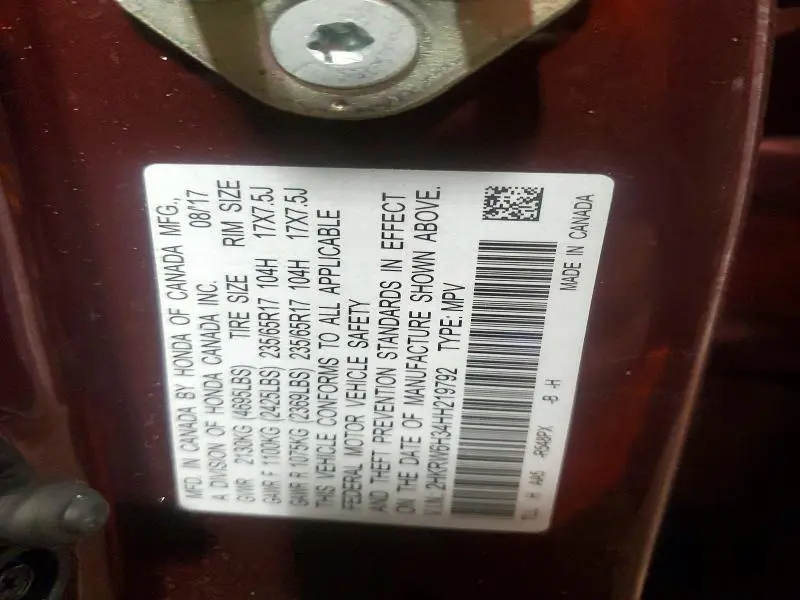 MFD. IN CANADA BY HONDA OF CANADA MFG.,
A DIVISION OF HONDA CANADA INC. 08/17
GVWR 2130KG (4695LBS) TIRE SIZE RIM SIZE
GAWR F 1100KG (2425LBS) 235/65R17 104H 17X7.5J
GAWR R 1075KG (2369LBS) 235/65R17 104H 17X7.5J
THIS VEHICLE CONFORMS TO ALL APPLICABLE
FEDERAL MOTOR VEHICLE SAFETY
AND THEFT PREVENTION STANDARDS IN EFFECT
ON THE DATE OF MANUFACTURE SHOWN ABOVE.
V.I.N.: 2HKRW6H34HH219792 TYPE: MPV
TLA H AA5 -R548PX -B -H
MADE IN CANADA